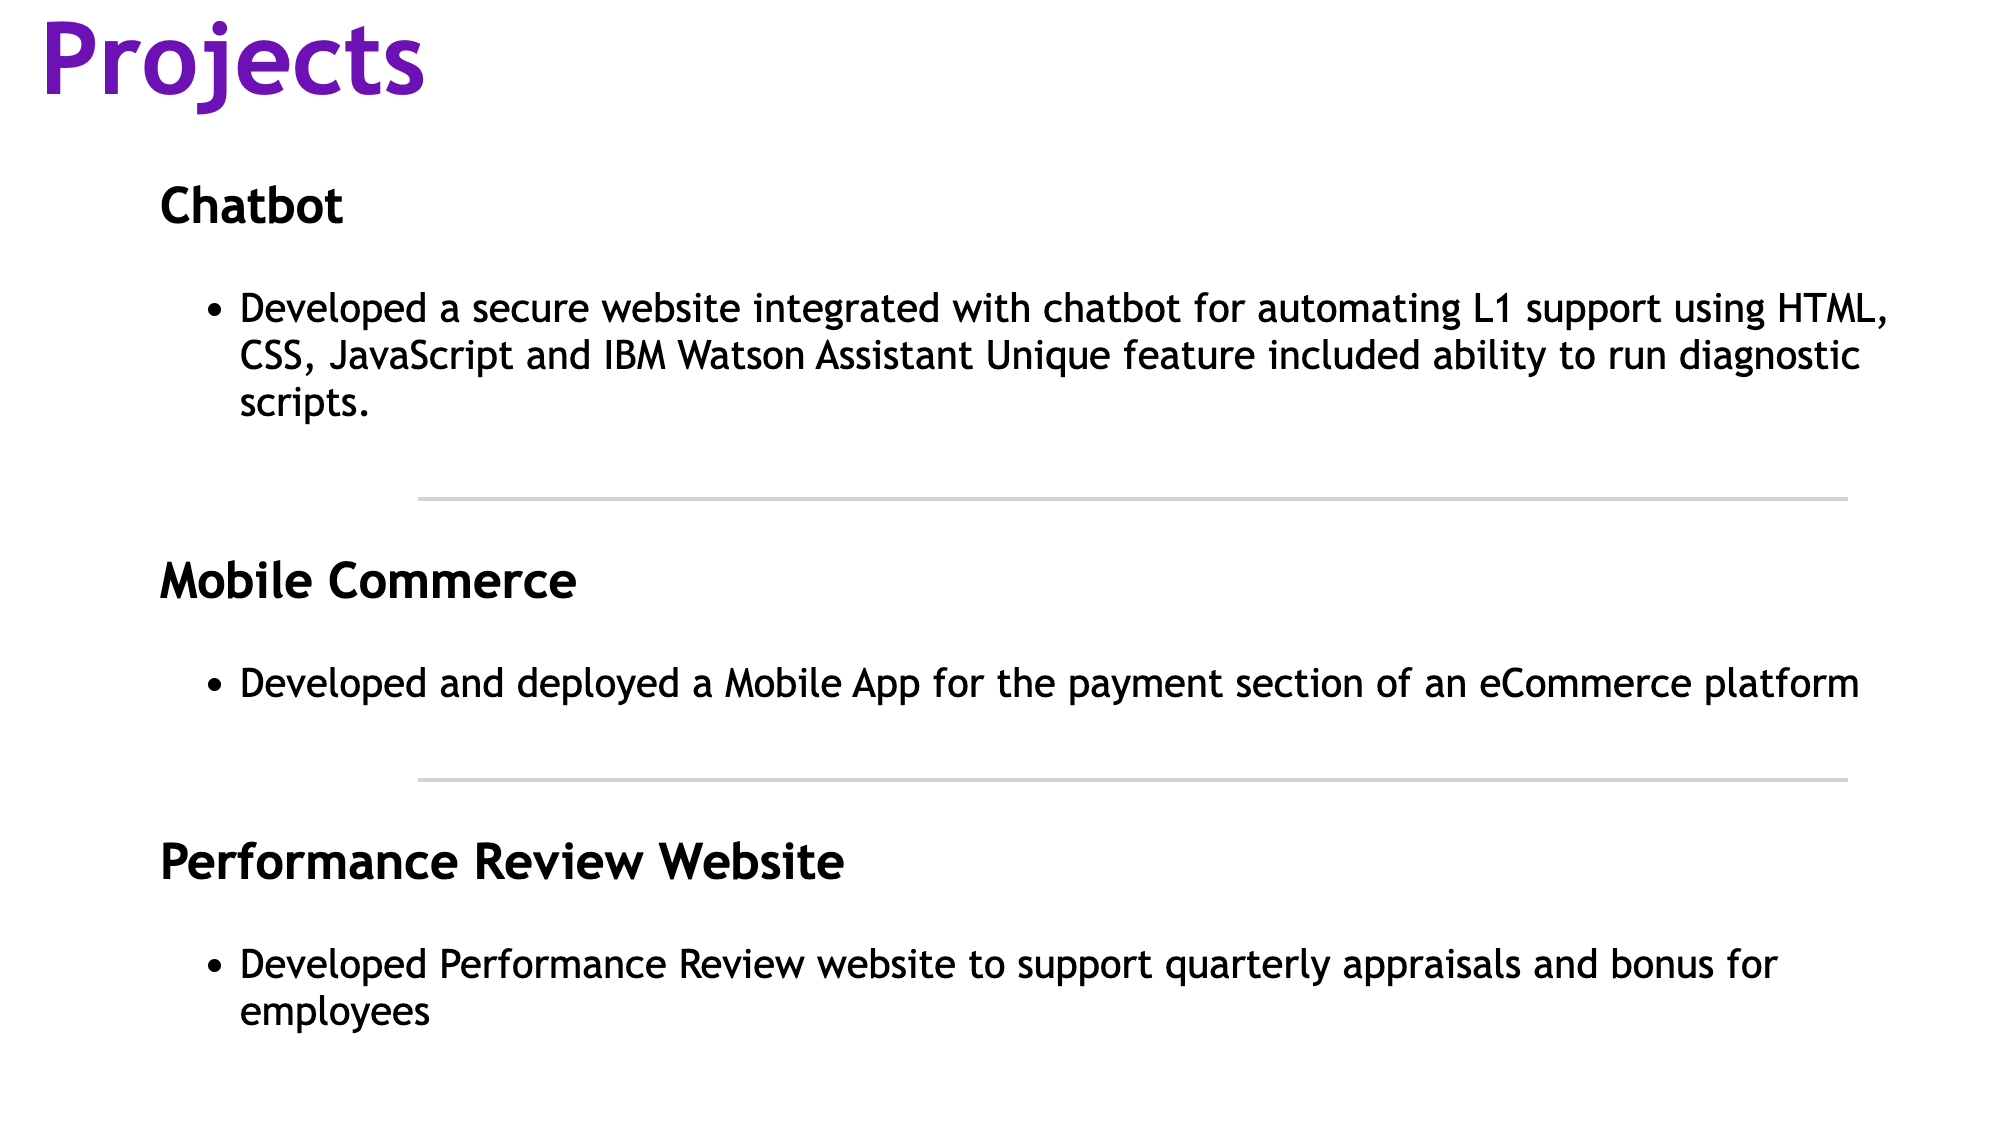 Projects
Chatbot
• Developed a secure website integrated with chatbot for automating L1 support using HTML,
CSS, JavaScript and IBM Watson Assistant Unique feature included ability to run diagnostic
scripts.
Mobile Commerce
• Developed and deployed a Mobile App for the payment section of an eCommerce platform
Performance Review Website
• Developed Performance Review website to support quarterly appraisals and bonus for
employees